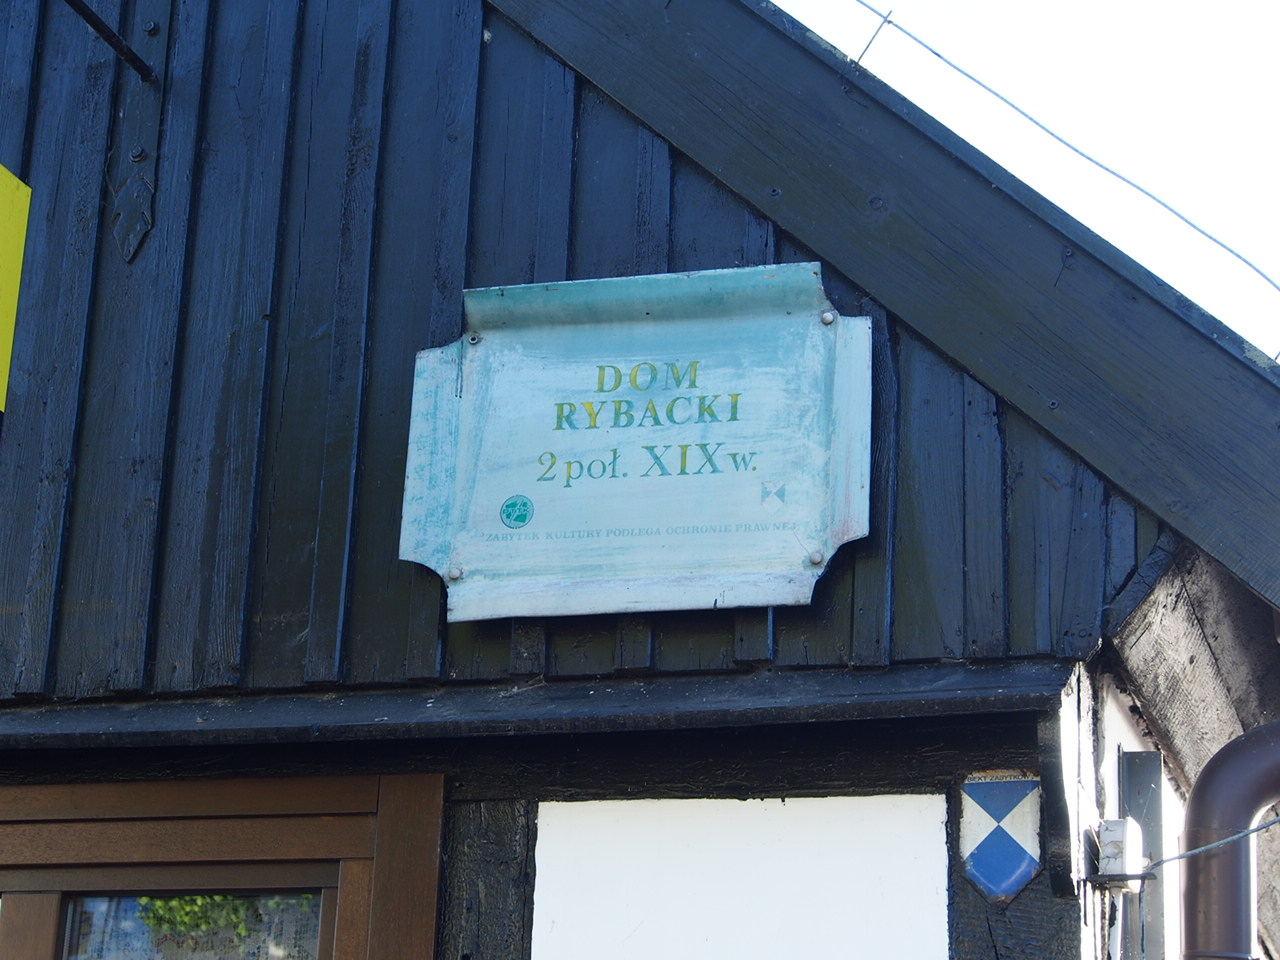 DOM
RYBACKI
2 poł. XIX w.
ZABYTEK KULTURY PODLEGA OCHRONIE PRAWNEJ